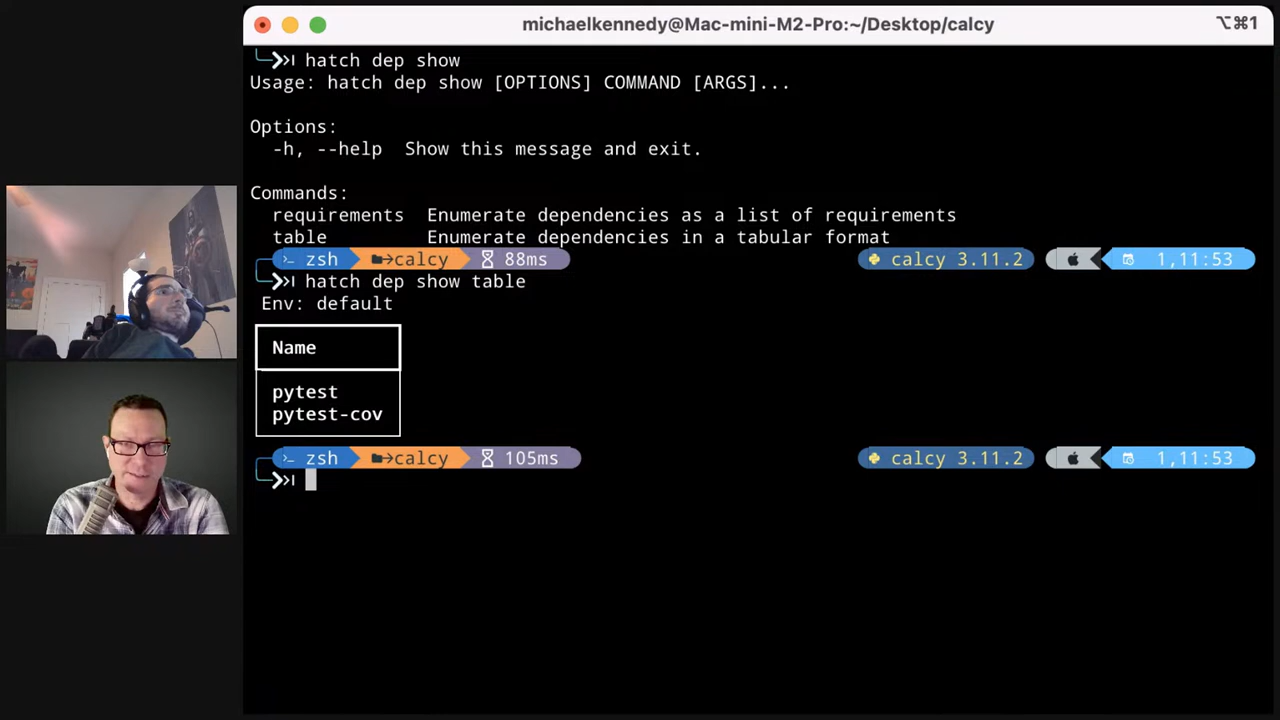 michaelkennedy@Mac-mini-M2-Pro:~/Desktop/calcy
⌥⌘1
hatch dep show
Usage: hatch dep show [OPTIONS] COMMAND [ARGS]...
Options:
-h, --help  Show this message and exit.
Commands:
requirements  Enumerate dependencies as a list of requirements
table  Enumerate dependencies in a tabular format
zsh calcy 88ms calcy 3.11.2 1,11:53
hatch dep show table
Env: default
Name
pytest
pytest-cov
zsh calcy 105ms calcy 3.11.2 1,11:53